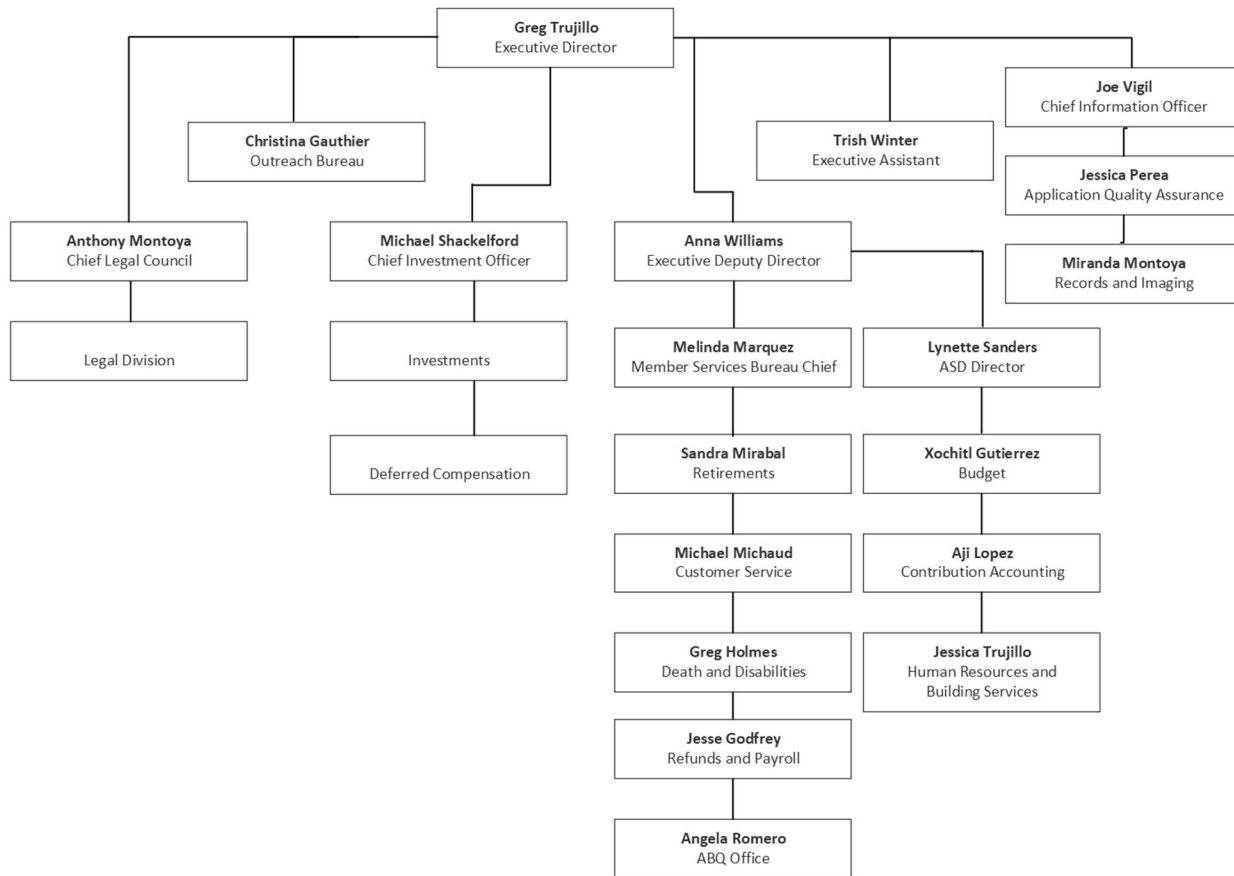 Greg Trujillo
Executive Director
Joe Vigil
Chief Information Officer
Christina Gauthier
Outreach Bureau
Trish Winter
Executive Assistant
Jessica Perea
Application Quality Assurance
Anthony Montoya
Chief Legal Council
Michael Shackelford
Chief Investment Officer
Anna Williams
Executive Deputy Director
Miranda Montoya
Records and Imaging
Legal Division
Investments
Melinda Marquez
Member Services Bureau Chief
Lynette Sanders
ASD Director
Deferred Compensation
Sandra Mirabal
Retirements
Xochitl Gutierrez
Budget
Michael Michaud
Customer Service
Aji Lopez
Contribution Accounting
Greg Holmes
Death and Disabilities
Jessica Trujillo
Human Resources and
Building Services
Jesse Godfrey
Refunds and Payroll
Angela Romero
ABQ Office